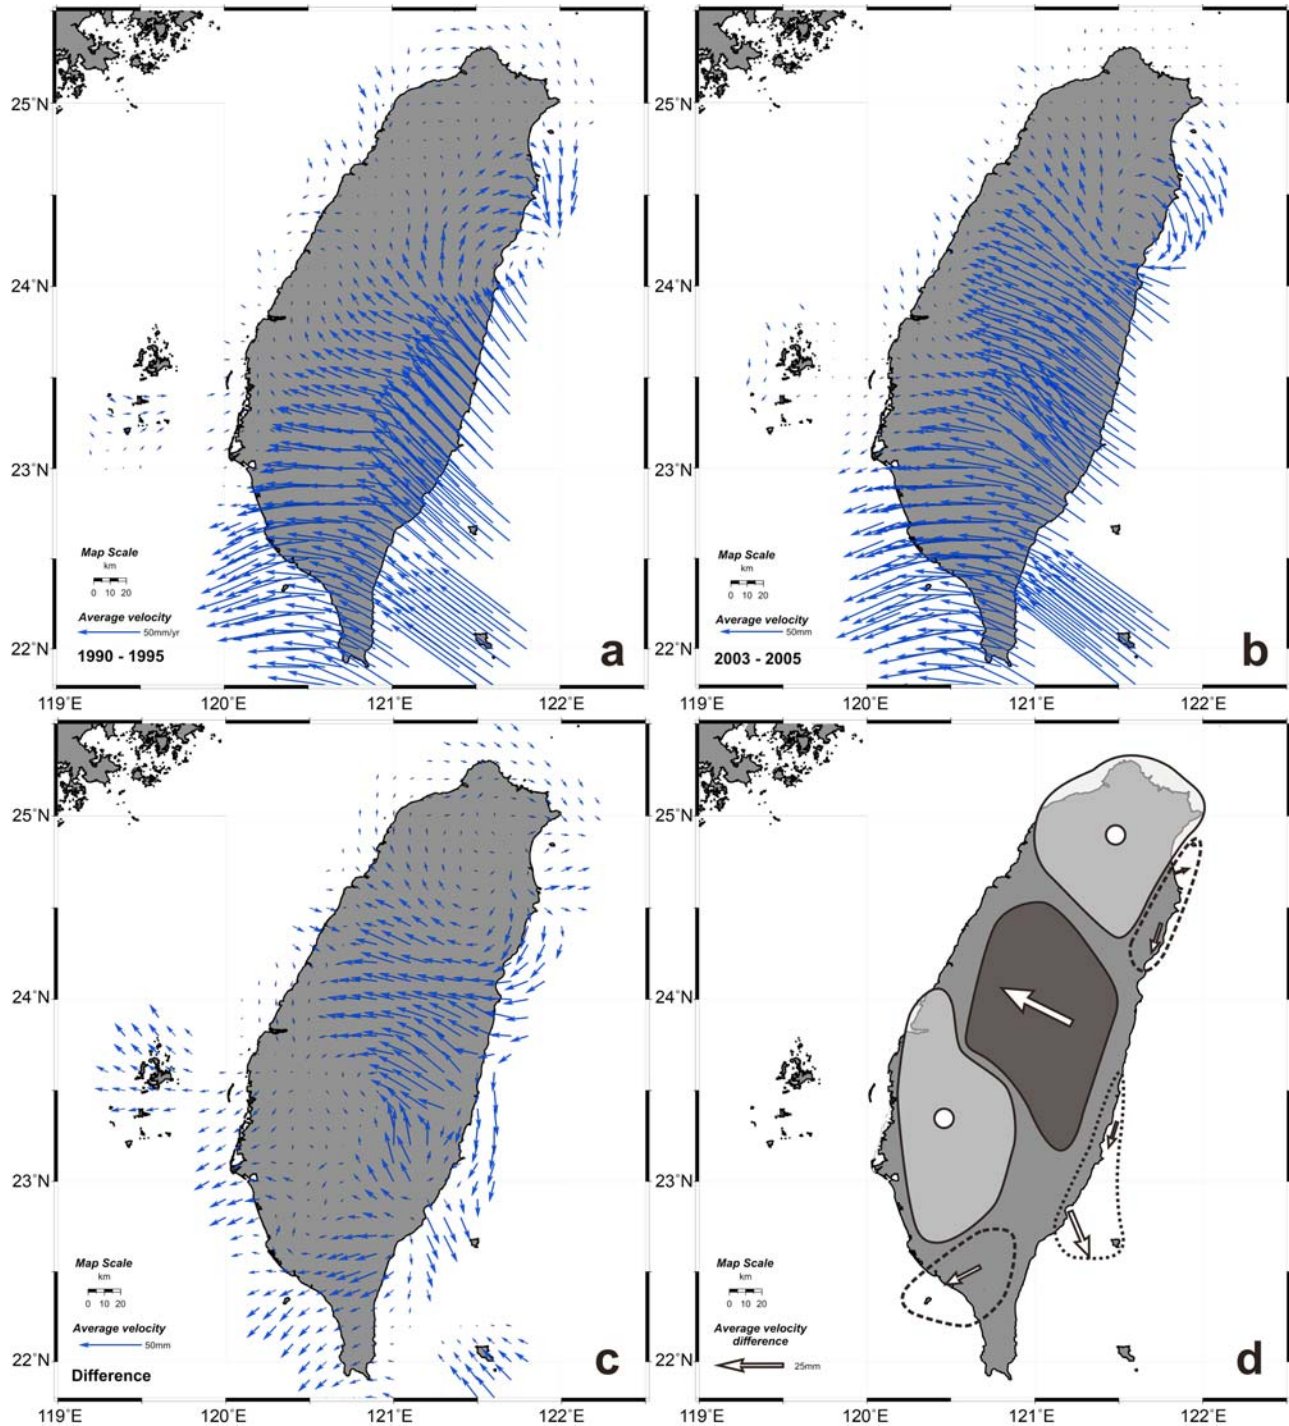 25°N
24°N
23°N
22°N
Map Scale
km
0 10 20
Average velocity
50mm/yr
1990 - 1995
a
119°E
120°E
121°E
122°E
25°N
24°N
23°N
22°N
Map Scale
km
0 10 20
Average velocity
50mm
2003 - 2005
b
119°E
120°E
121°E
122°E
25°N
24°N
23°N
22°N
Map Scale
km
0 10 20
Average velocity
50mm
Difference
c
119°E
120°E
121°E
122°E
25°N
24°N
23°N
22°N
Map Scale
km
0 10 20
Average velocity
difference
25mm
d
119°E
120°E
121°E
122°E